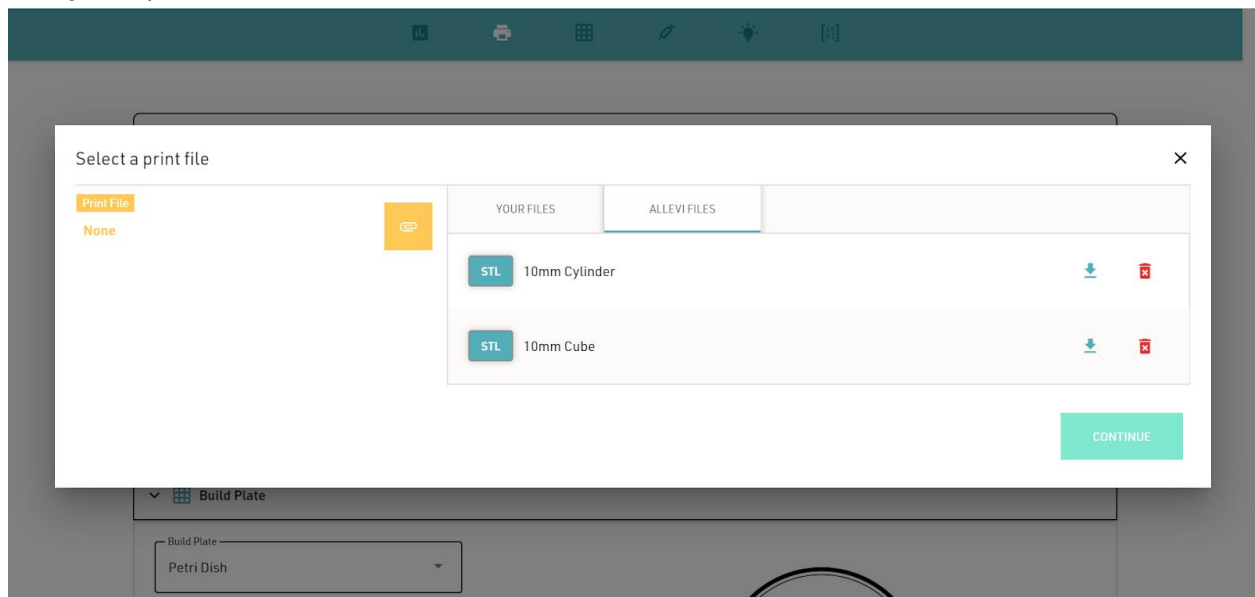 Select a print file
Print File
None
YOUR FILES
ALLEVI FILES
STL 10mm Cylinder
STL 10mm Cube
CONTINUE
Build Plate
Build Plate
Petri Dish